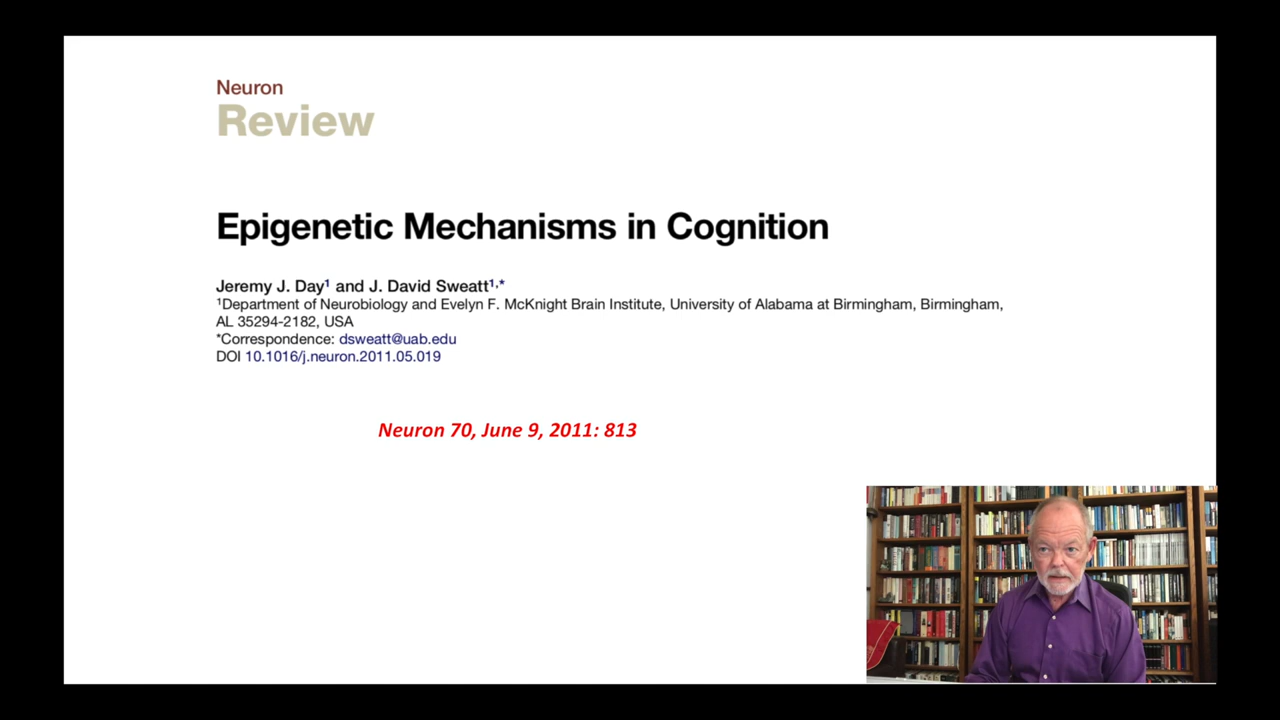 Neuron
Review
Epigenetic Mechanisms in Cognition
Jeremy J. Day¹ and J. David Sweatt¹,*
¹Department of Neurobiology and Evelyn F. McKnight Brain Institute, University of Alabama at Birmingham, Birmingham,
AL 35294-2182, USA
*Correspondence: dsweatt@uab.edu
DOI 10.1016/j.neuron.2011.05.019
Neuron 70, June 9, 2011: 813